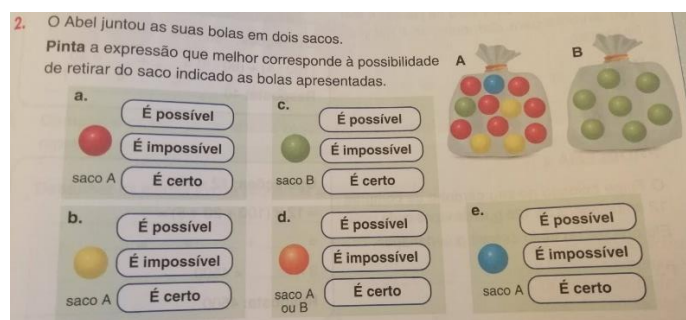 2. O Abel juntou as suas bolas em dois sacos.
Pinta a expressão que melhor corresponde à possibilidade
de retirar do saco indicado as bolas apresentadas.
A
B
a.
É possível
É impossível
saco A
É certo
c.
É possível
É impossível
saco B
É certo
b.
É possível
É impossível
saco A
É certo
d.
É possível
É impossível
saco A
ou B
É certo
e.
É possível
É impossível
saco A
É certo